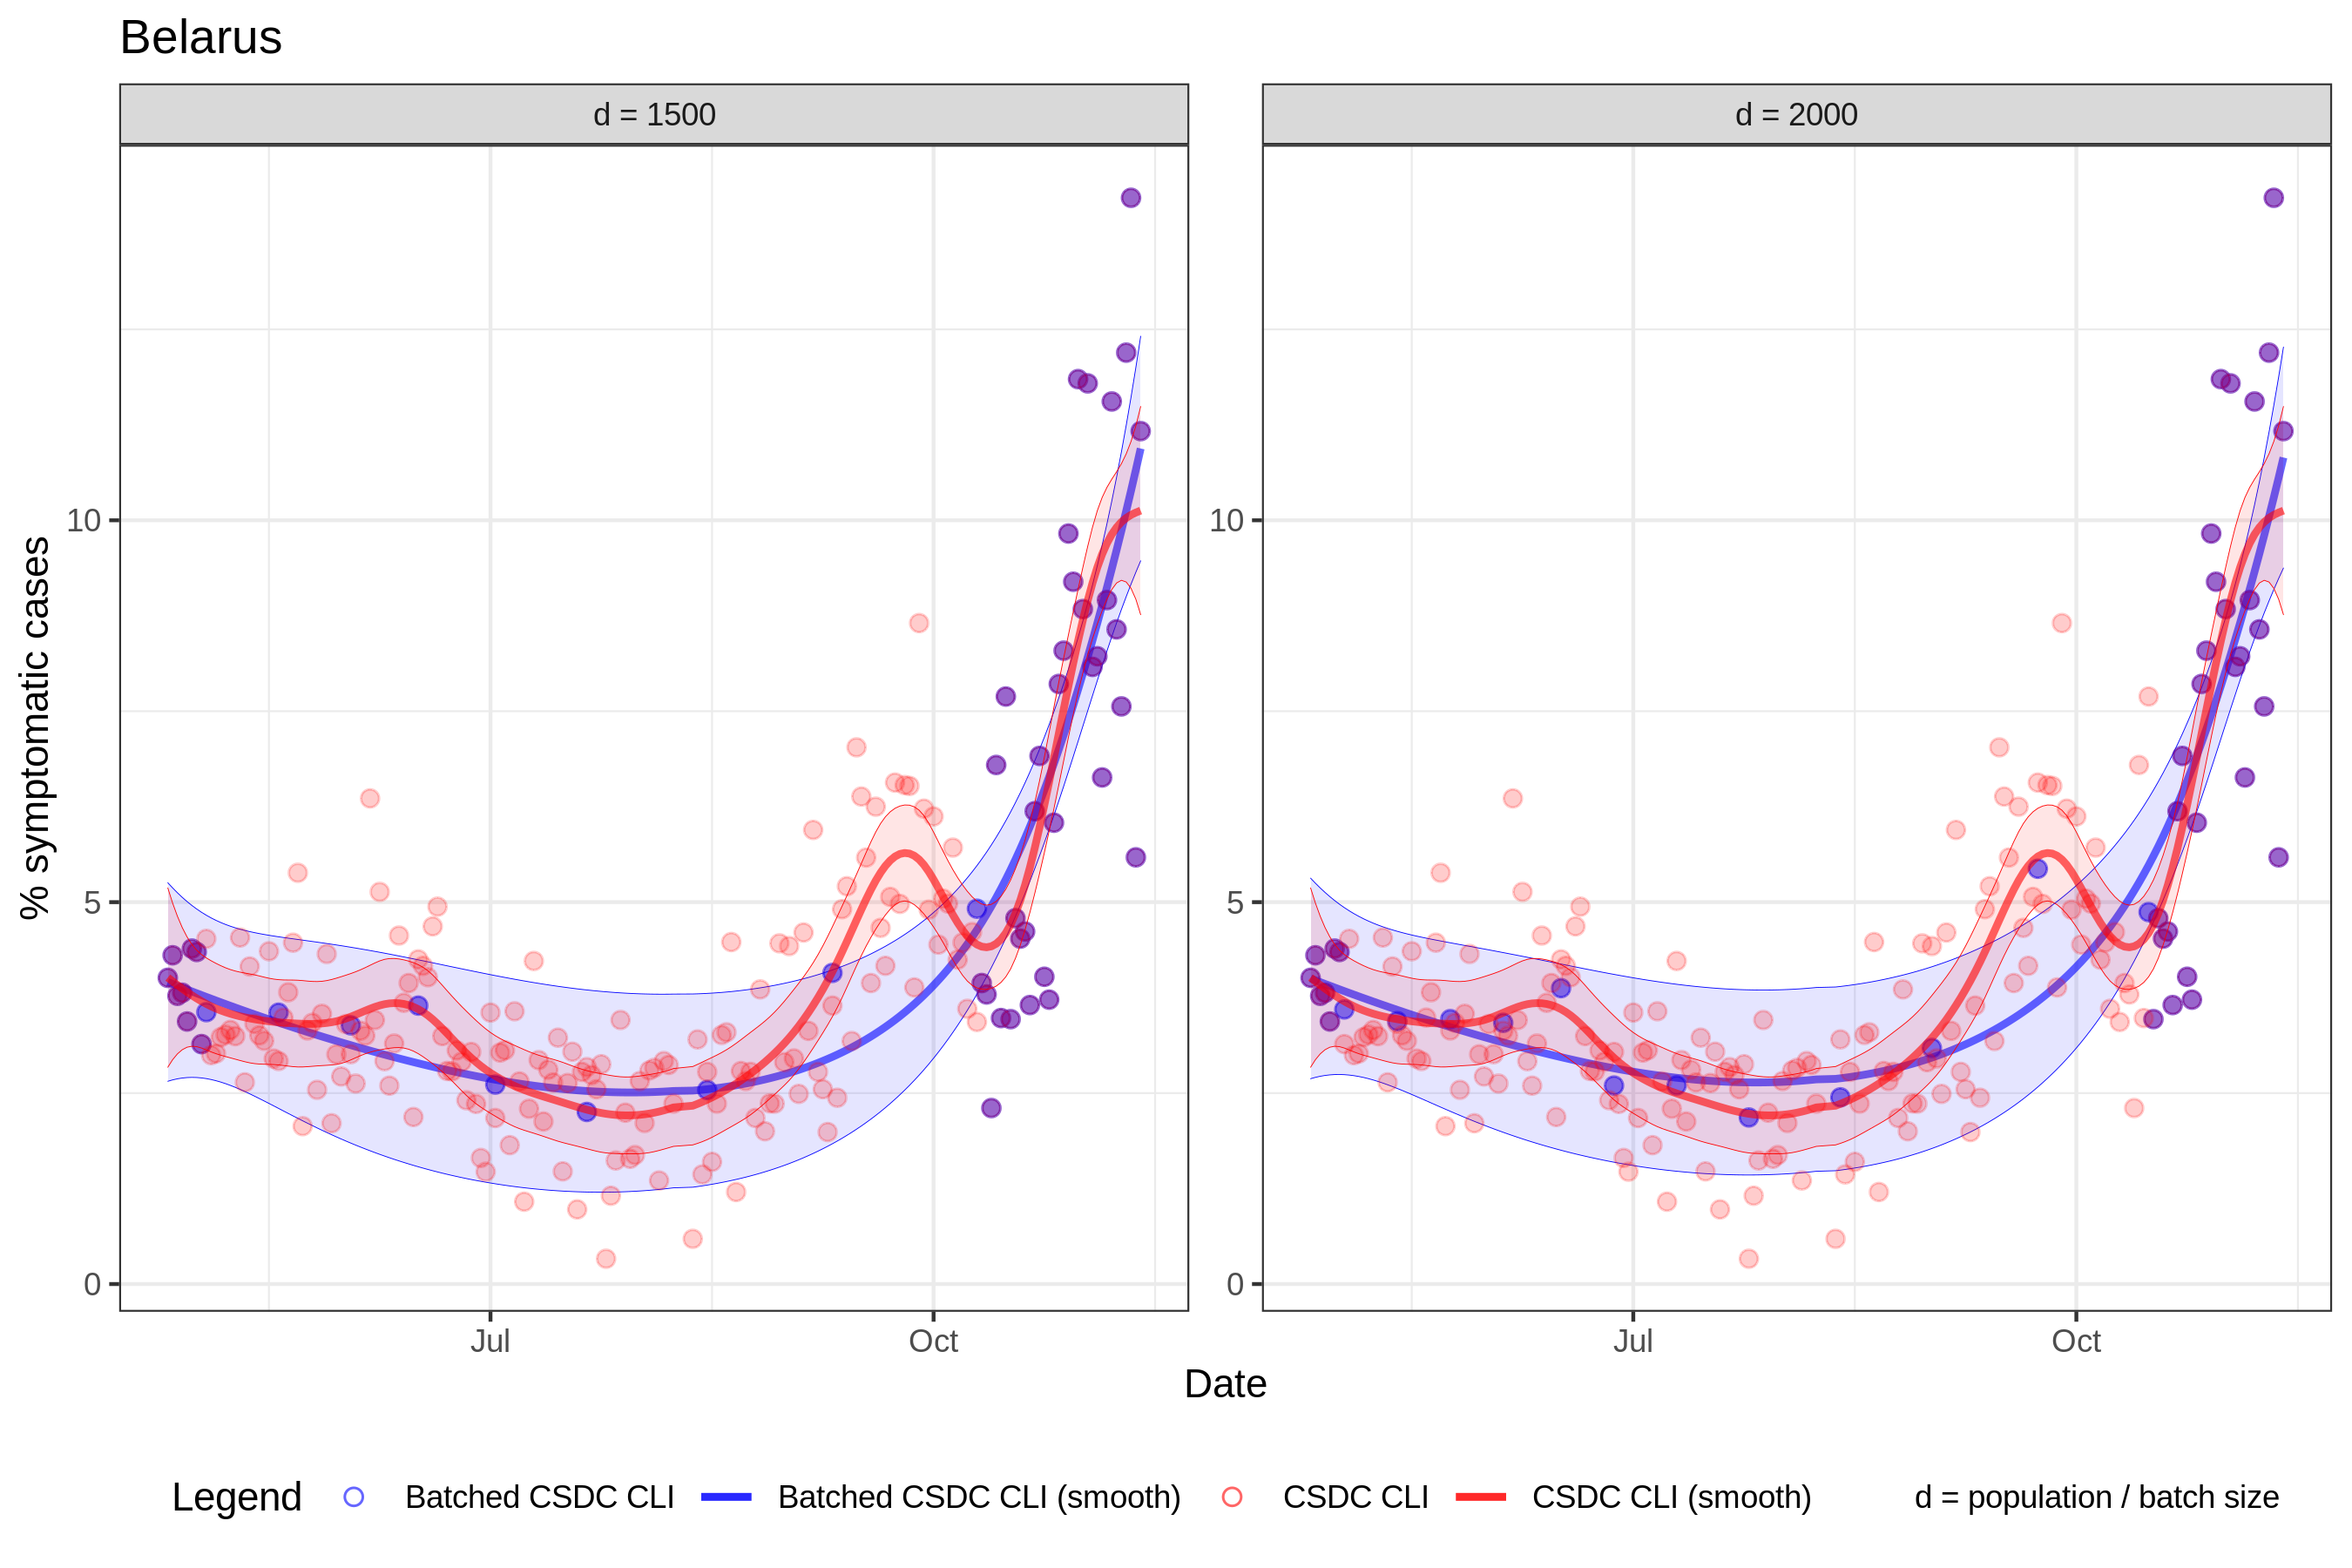 Belarus
d = 1500
d = 2000
% symptomatic cases
10
5
0
10
5
0
Jul
Oct
Jul
Oct
Date
Legend
Batched CSDC CLI
Batched CSDC CLI (smooth)
CSDC CLI
CSDC CLI (smooth)
d = population / batch size